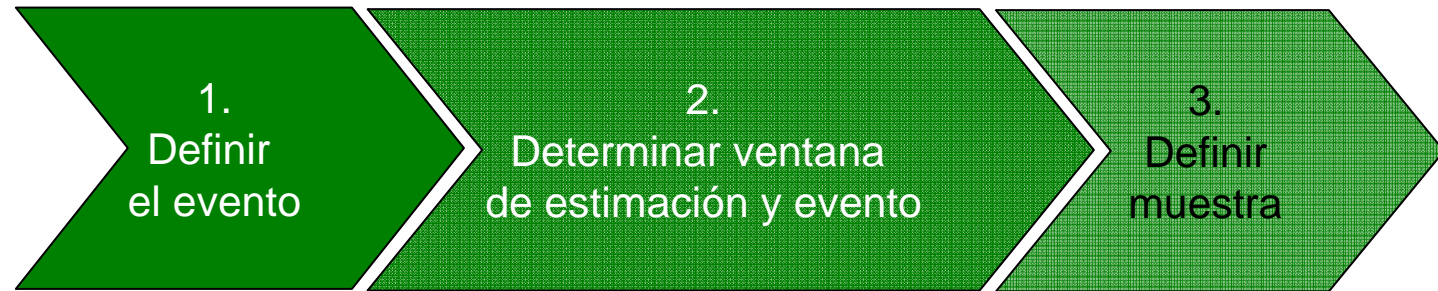 1.
Definir
el evento
2.
Determinar ventana
de estimación y evento
3.
Definir
muestra